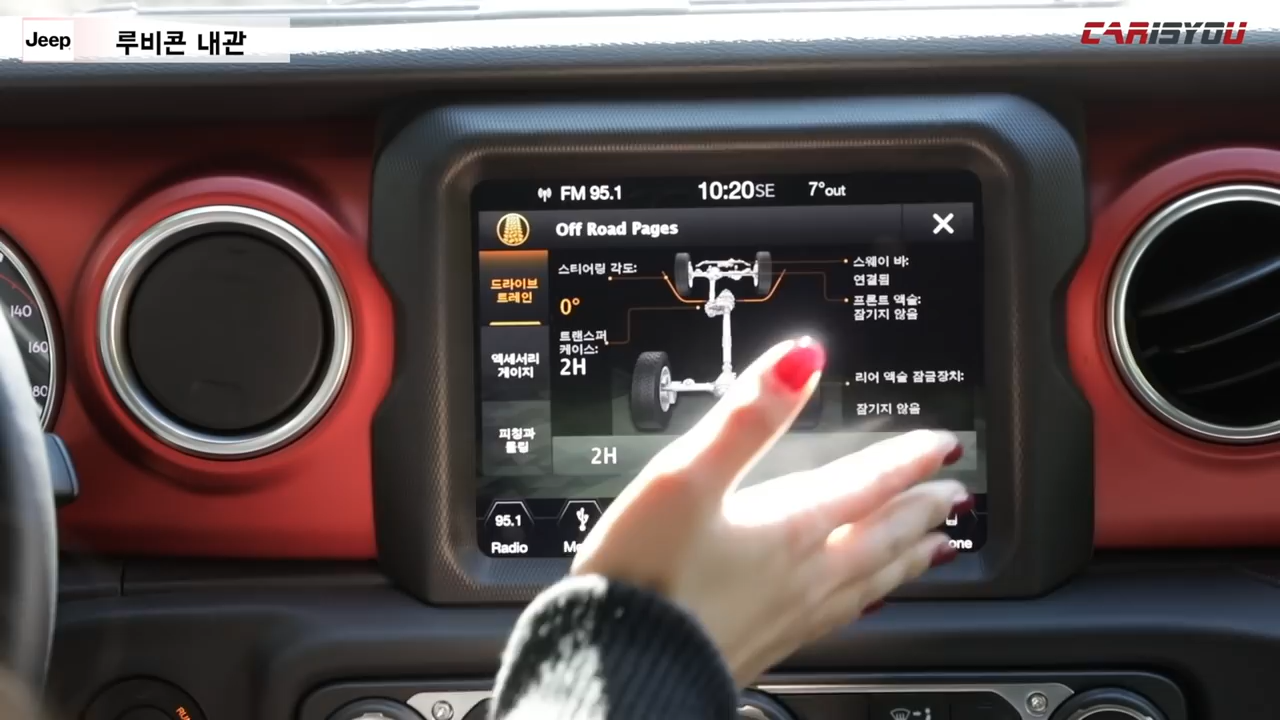 Jeep 루비콘 내관
CARISYOU
FM 95.1 10:20SE 7°out
Off Road Pages
드라이브
트레인
액세서리
게이지
피칭과
롤링
스티어링 각도:
0°
트랜스퍼
케이스:
2H
스웨이 바:
연결됨
프론트 액슬:
잠기지 않음
리어 액슬 잠금장치:
잠기지 않음
2H
95.1
Radio
140
160